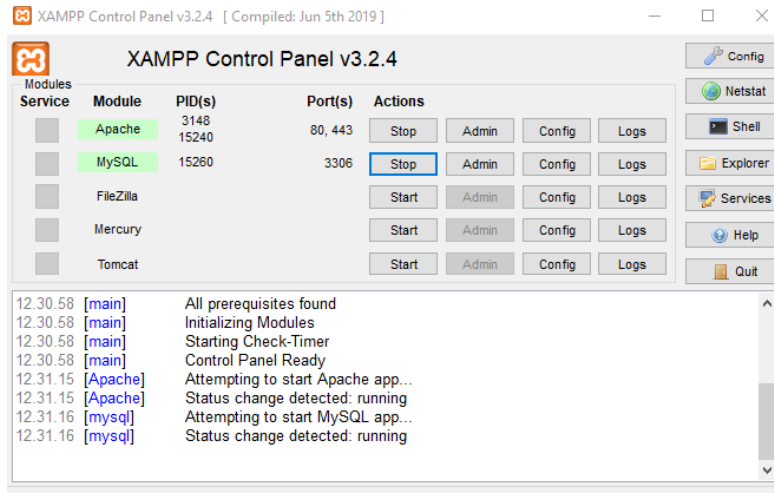 XAMPP Control Panel v3.2.4 [ Compiled: Jun 5th 2019 ]
XAMPP Control Panel v3.2.4
Config
Modules
Service Module PID(s) Port(s) Actions
Netstat
Apache 3148 15240 80, 443 Stop Admin Config Logs
Shell
MySQL 15260 3306 Stop Admin Config Logs
Explorer
FileZilla Start Admin Config Logs
Services
Mercury Start Admin Config Logs
Help
Tomcat Start Admin Config Logs
Quit
12.30.58 [main] All prerequisites found
12.30.58 [main] Initializing Modules
12.30.58 [main] Starting Check-Timer
12.30.58 [main] Control Panel Ready
12.31.15 [Apache] Attempting to start Apache app...
12.31.15 [Apache] Status change detected: running
12.31.16 [mysql] Attempting to start MySQL app...
12.31.16 [mysql] Status change detected: running